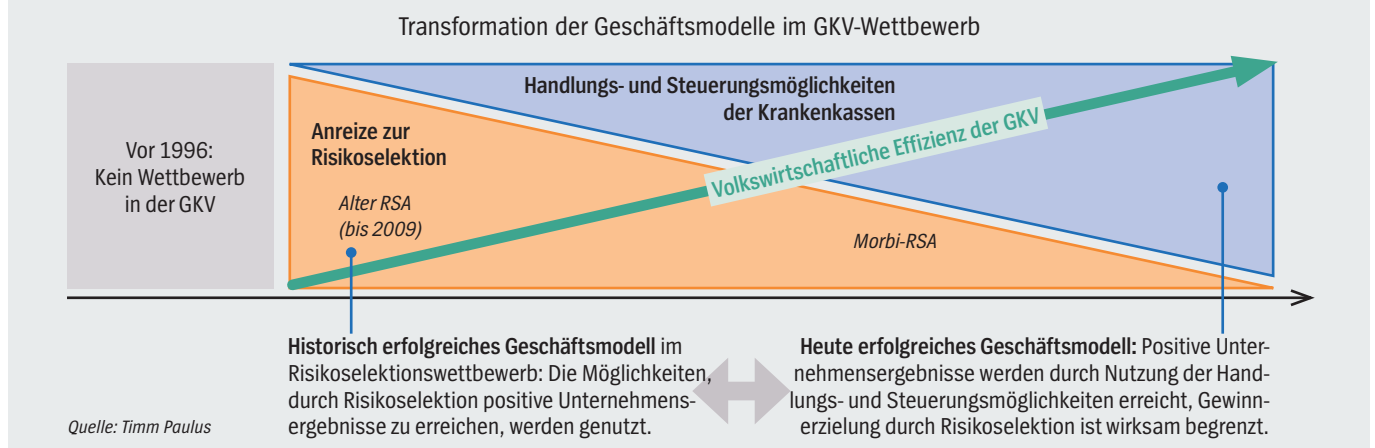 Transformation der Geschäftsmodelle im GKV-Wettbewerb
Vor 1996:
Kein Wettbewerb
in der GKV
Anreize zur
Risikoselektion
Alter RSA
(bis 2009)
Handlungs- und Steuerungsmöglichkeiten
der Krankenkassen
Volkswirtschaftliche Effizienz der GKV
Morbi-RSA
Historisch erfolgreiches Geschäftsmodell im
Risikoselektionswettbewerb: Die Möglichkeiten,
durch Risikoselektion positive Unternehmens-
ergebnisse zu erreichen, werden genutzt.
Heute erfolgreiches Geschäftsmodell: Positive Unter-
nehmensergebnisse werden durch Nutzung der Hand-
lungs- und Steuerungsmöglichkeiten erreicht, Gewinn-
erzielung durch Risikoselektion ist wirksam begrenzt.
Quelle: Timm Paulus